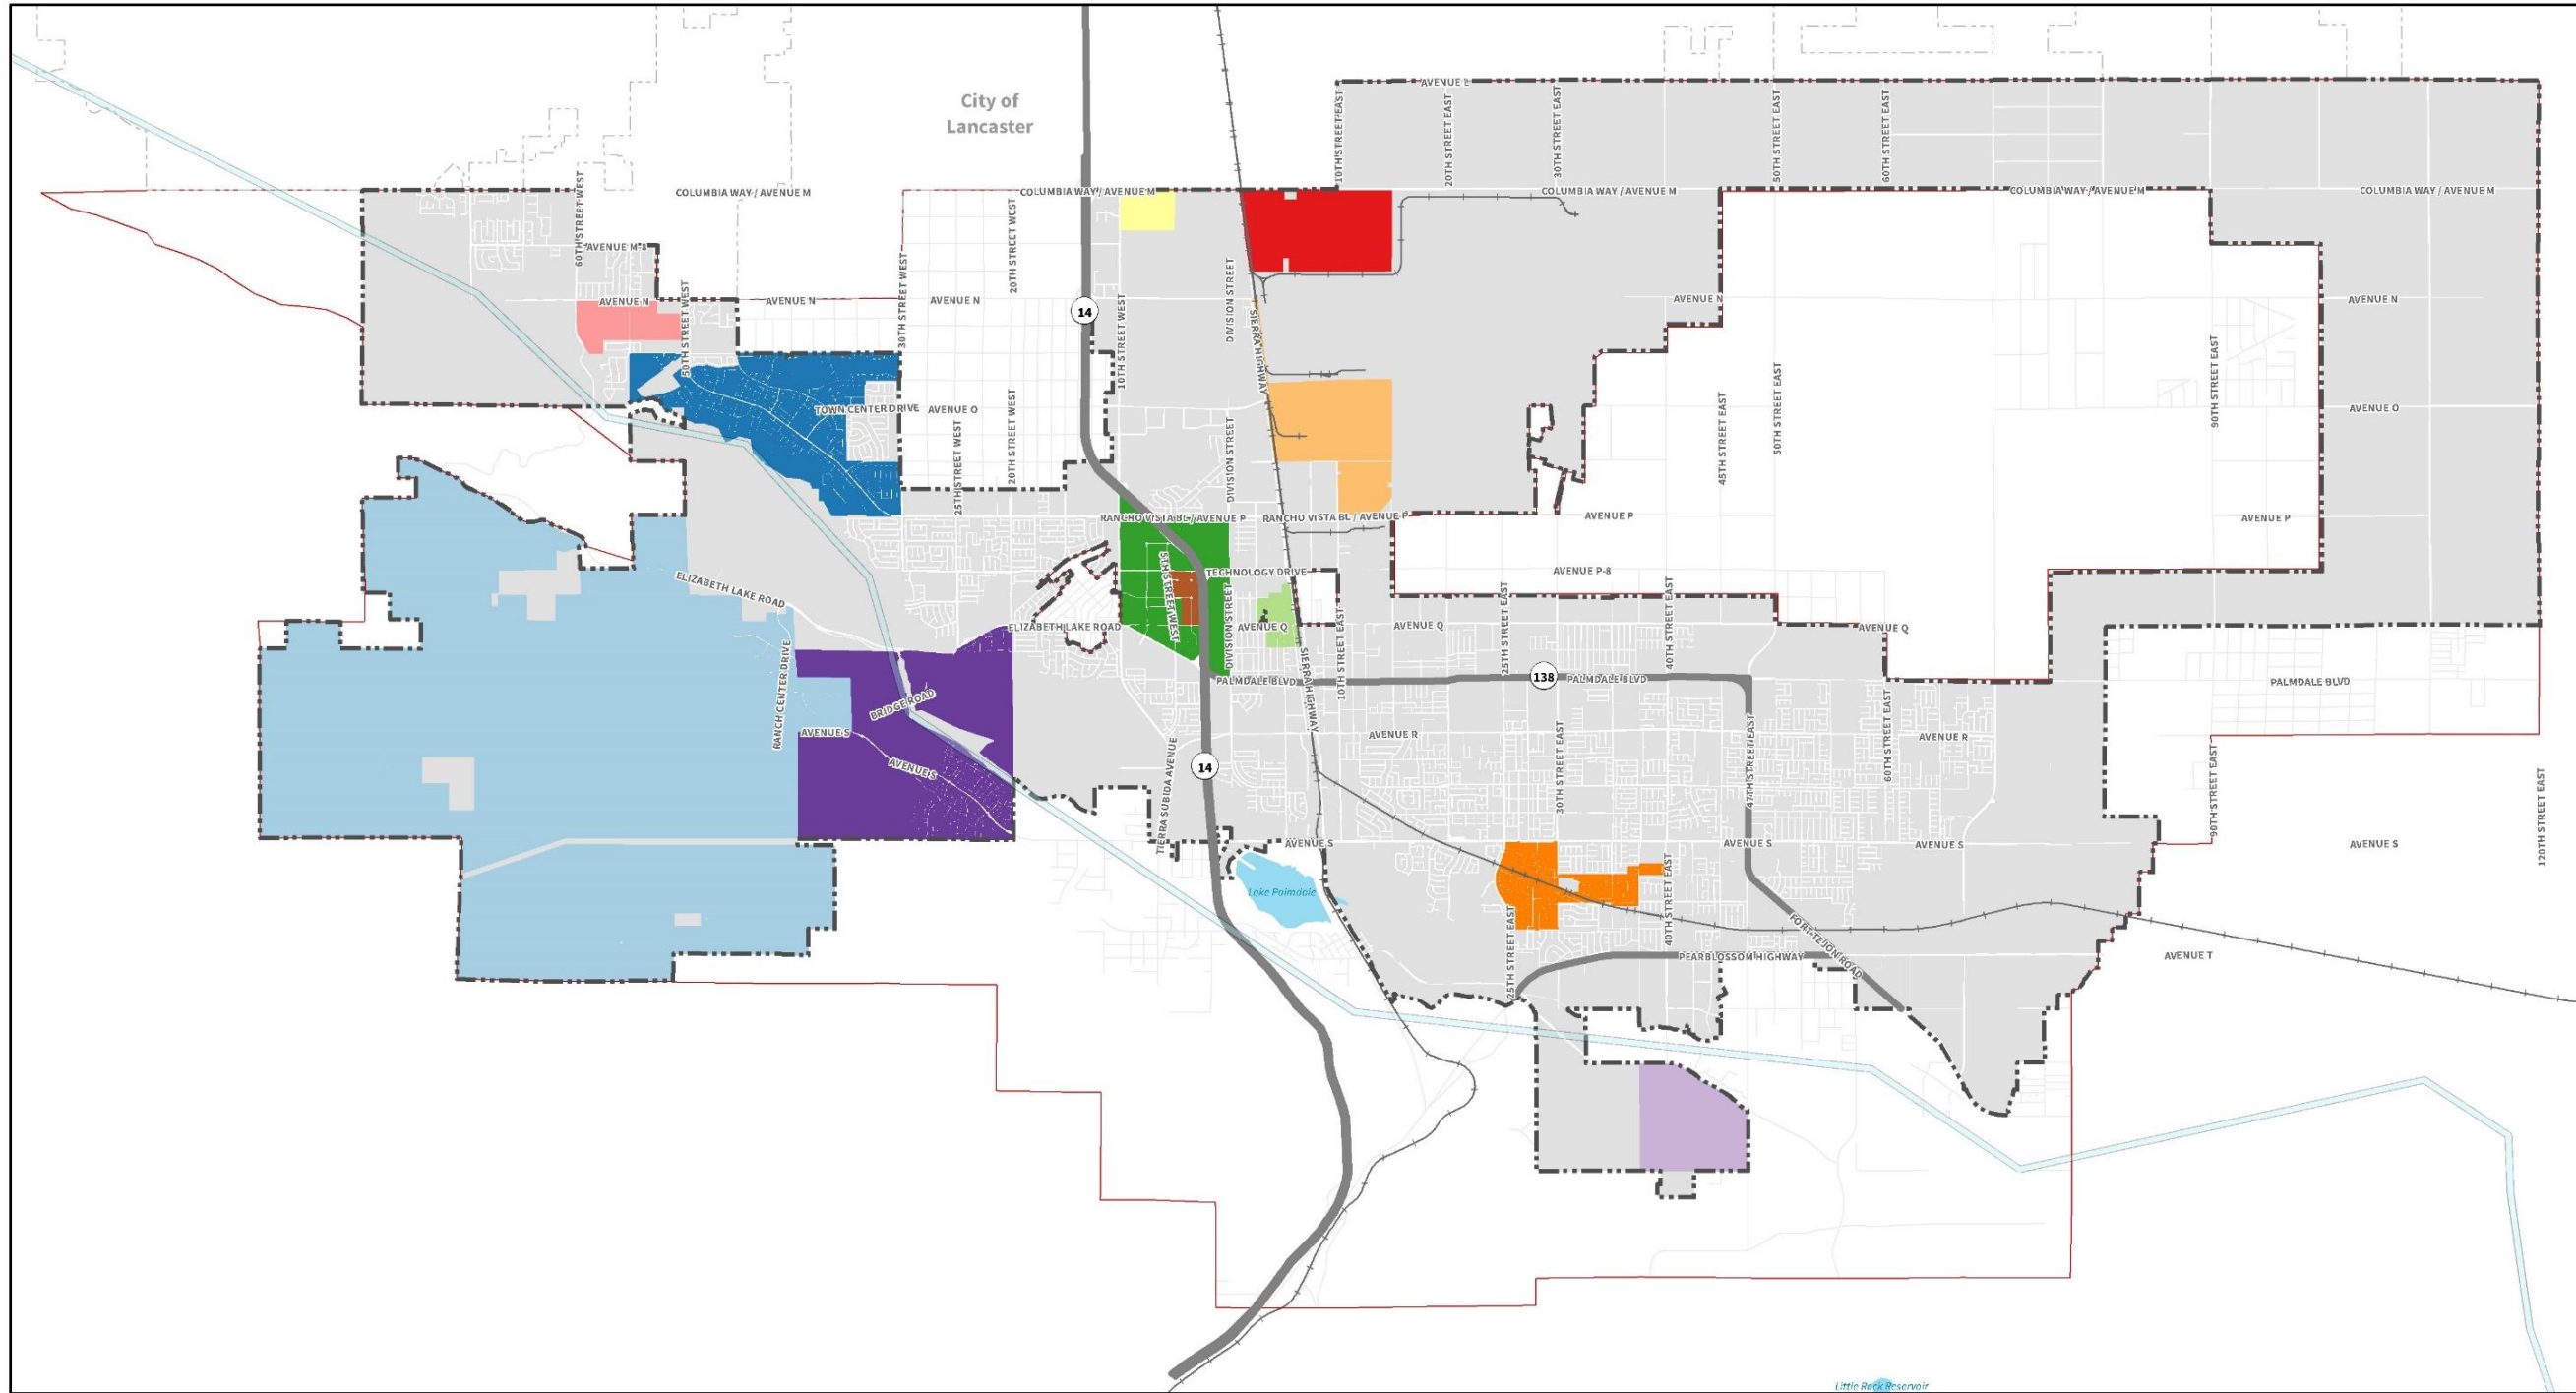 AVENUE L
City of
Lancaster
10TH STREET EAST
20TH STREET EAST
30TH STREET EAST
50TH STREET EAST
60TH STREET EAST
COLUMBIA WAY / AVENUE M
COLUMBIA WAY / AVENUE M
COLUMBIA WAY / AVENUE M
COLUMBIA WAY / AVENUE M
COLUMBIA WAY / AVENUE M
60TH STREET WEST
AVENUE M-8
20TH STREET WEST
AVENUE N
50TH STREET WEST
AVENUE N
30TH STREET WEST
AVENUE N
14
10TH STREET WEST
DIVISION STREET
SIERRA HIGHWAY
AVENUE N
AVENUE N
TOWN CENTER DRIVE
AVENUE O
20TH STREET WEST
25TH STREET WEST
DIVISION STREET
45TH STREET EAST
50TH STREET EAST
90TH STREET EAST
AVENUE O
RANCHO VISTA BL / AVENUE P
RANCHO VISTA BL / AVENUE P
AVENUE P
AVENUE P
ELIZABETH LAKE ROAD
5TH STREET WEST
TECHNOLOGY DRIVE
AVENUE P-8
ELIZABETH LAKE ROAD
DIVISION STREET
AVENUE Q
10TH STREET EAST
AVENUE Q
25TH STREET EAST
40TH STREET EAST
AVENUE Q
RANCH CENTER DRIVE
BRIDGE ROAD
PALMDALE BLVD
SIERRA HIGHWAY
138
PALMDALE BLVD
PALMDALE BLVD
AVENUE S
AVENUE S
TIERRA SUBIDA AVENUE
14
AVENUE R
30TH STREET EAST
47TH STREET EAST
60TH STREET EAST
AVENUE R
90TH STREET EAST
120TH STREET EAST
AVENUE S
AVENUE S
AVENUE S
AVENUE S
Lake Palmdale
25TH STREET EAST
40TH STREET EAST
FORT TEJON ROAD
PEARBLOSSOM HIGHWAY
AVENUE T
Little Rock Reservoir